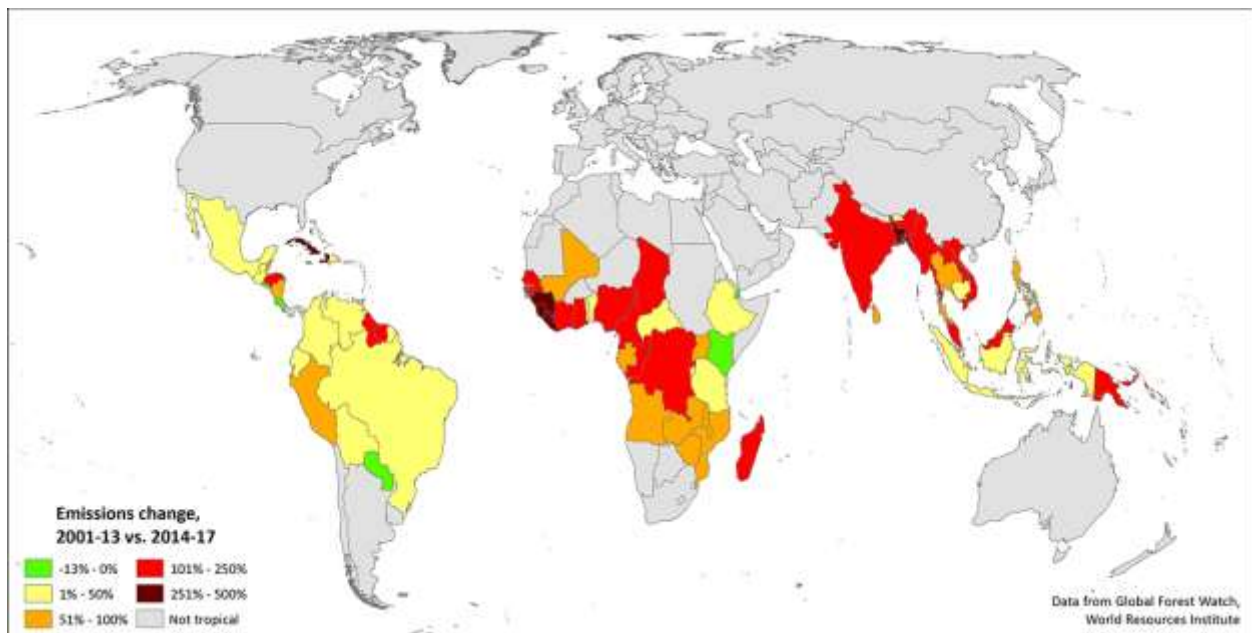 Emissions change,
2001-13 vs. 2014-17
-13% - 0%
1% - 50%
51% - 100%
101% - 250%
251% - 500%
Not tropical
Data from Global Forest Watch,
World Resources Institute